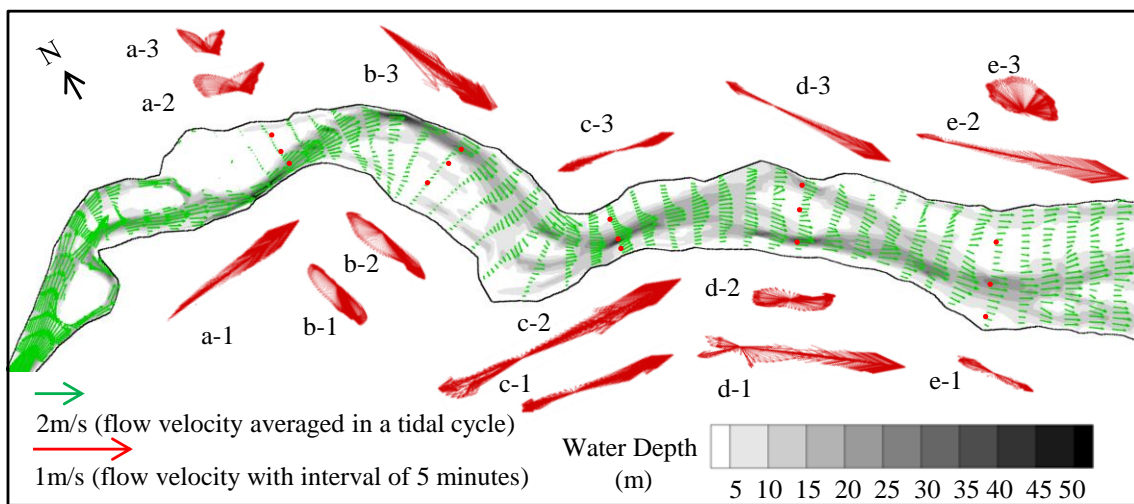 N
a-3
a-2
b-3
c-3
d-3
e-3
e-2
a-1
b-1
b-2
c-2
c-1
d-2
d-1
e-1
2m/s (flow velocity averaged in a tidal cycle)
1m/s (flow velocity with interval of 5 minutes)
Water Depth
(m)
5 10 15 20 25 30 35 40 45 50